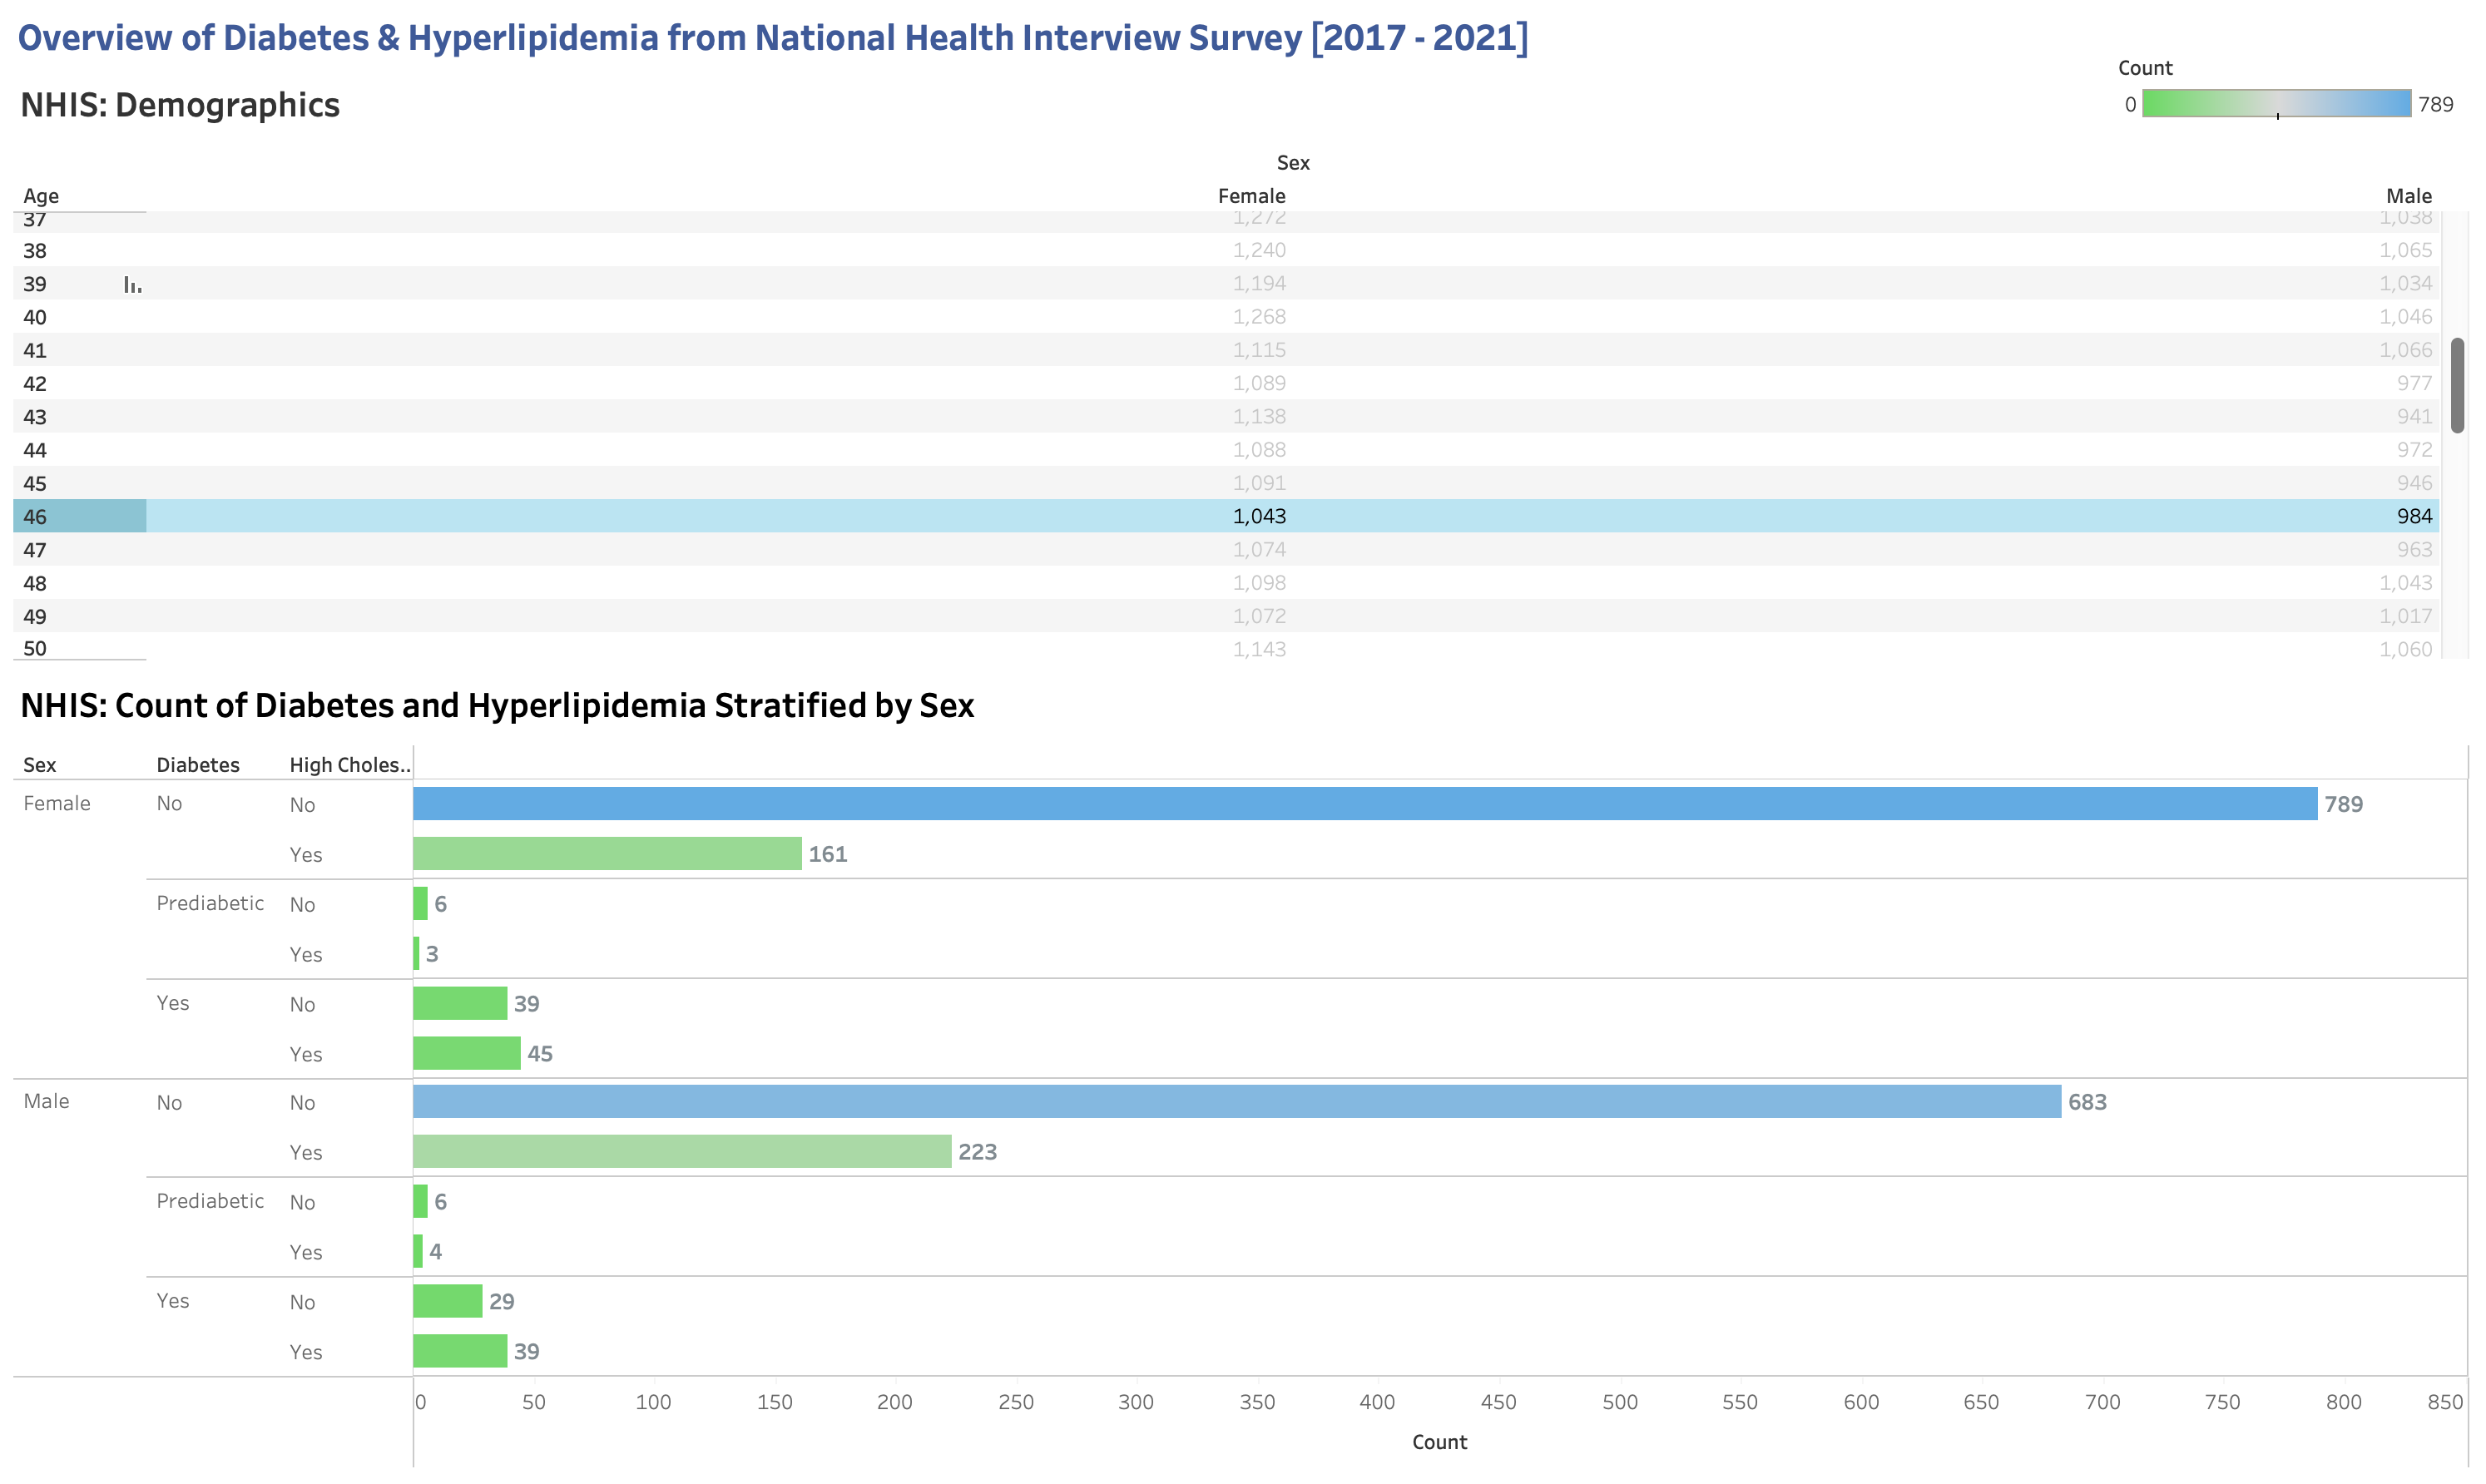 Overview of Diabetes & Hyperlipidemia from National Health Interview Survey [2017 - 2021]
Count
0 789
NHIS: Demographics
Sex
Age Female Male
37 1,272 1,038
38 1,240 1,065
39 1,194 1,034
40 1,268 1,046
41 1,115 1,066
42 1,089 977
43 1,138 941
44 1,088 972
45 1,091 946
46 1,043 984
47 1,074 963
48 1,098 1,043
49 1,072 1,017
50 1,143 1,060
NHIS: Count of Diabetes and Hyperlipidemia Stratified by Sex
Sex Diabetes High Choles..
Female No No 789
Yes 161
Prediabetic No 6
Yes 3
Yes No 39
Yes 45
Male No No 683
Yes 223
Prediabetic No 6
Yes 4
Yes No 29
Yes 39
0 50 100 150 200 250 300 350 400 450 500 550 600 650 700 750 800 850
Count